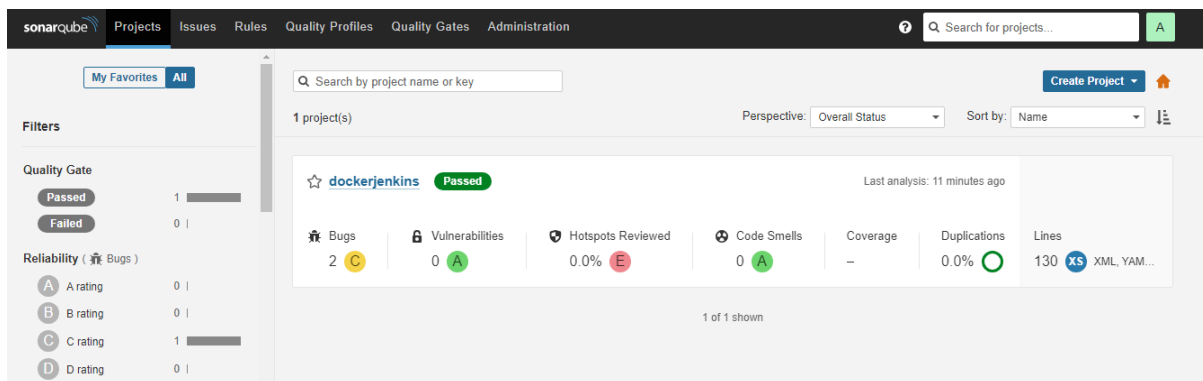 sonarqube Projects Issues Rules Quality Profiles Quality Gates Administration ? Search for projects... A
My Favorites All
Filters
Quality Gate
Passed 1
Failed 0
Reliability ( Bugs )
A A rating 0
B B rating 0
C C rating 1
D D rating 0
Search by project name or key Create Project
1 project(s) Perspective: Overall Status Sort by: Name
dockerjenkins Passed Last analysis: 11 minutes ago
Bugs Vulnerabilities Hotspots Reviewed Code Smells Coverage Duplications Lines
2 C 0 A 0.0% E 0 A – 0.0% 130 XS XML, YAM...
1 of 1 shown